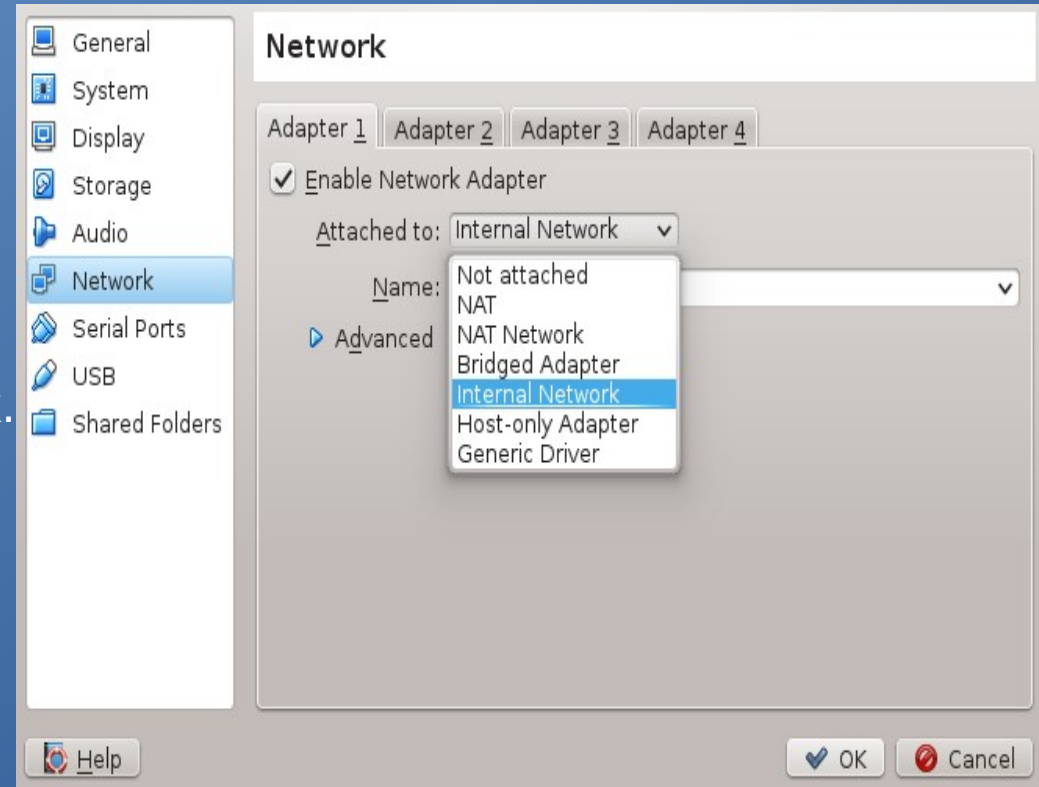 General
System
Display
Storage
Audio
Network
Serial Ports
USB
Shared Folders
Network
Adapter 1 Adapter 2 Adapter 3 Adapter 4
Enable Network Adapter
Attached to: Internal Network
Name:
Advanced
Not attached
NAT
NAT Network
Bridged Adapter
Internal Network
Host-only Adapter
Generic Driver
Help
OK
Cancel